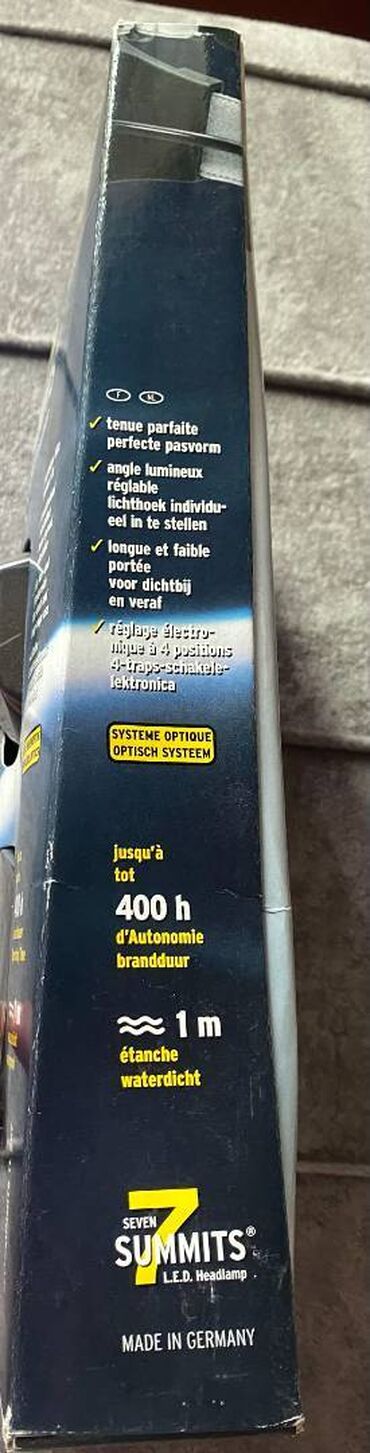 F NL
tenue parfaite
perfecte pasvorm
angle lumineux
réglable
lichthoek individu-
eel in te stellen
longue et faible
portée
voor dichtbij
en veraf
réglage électro-
nique à 4 positions
4-traps-schakele-
lektronica
SYSTEME OPTIQUE
OPTISCH SYSTEEM
jusqu'à
tot
400 h
d'Autonomie
brandduur
1 m
étanche
waterdicht
7
SEVEN
SUMMITS®
L.E.D. Headlamp
MADE IN GERMANY